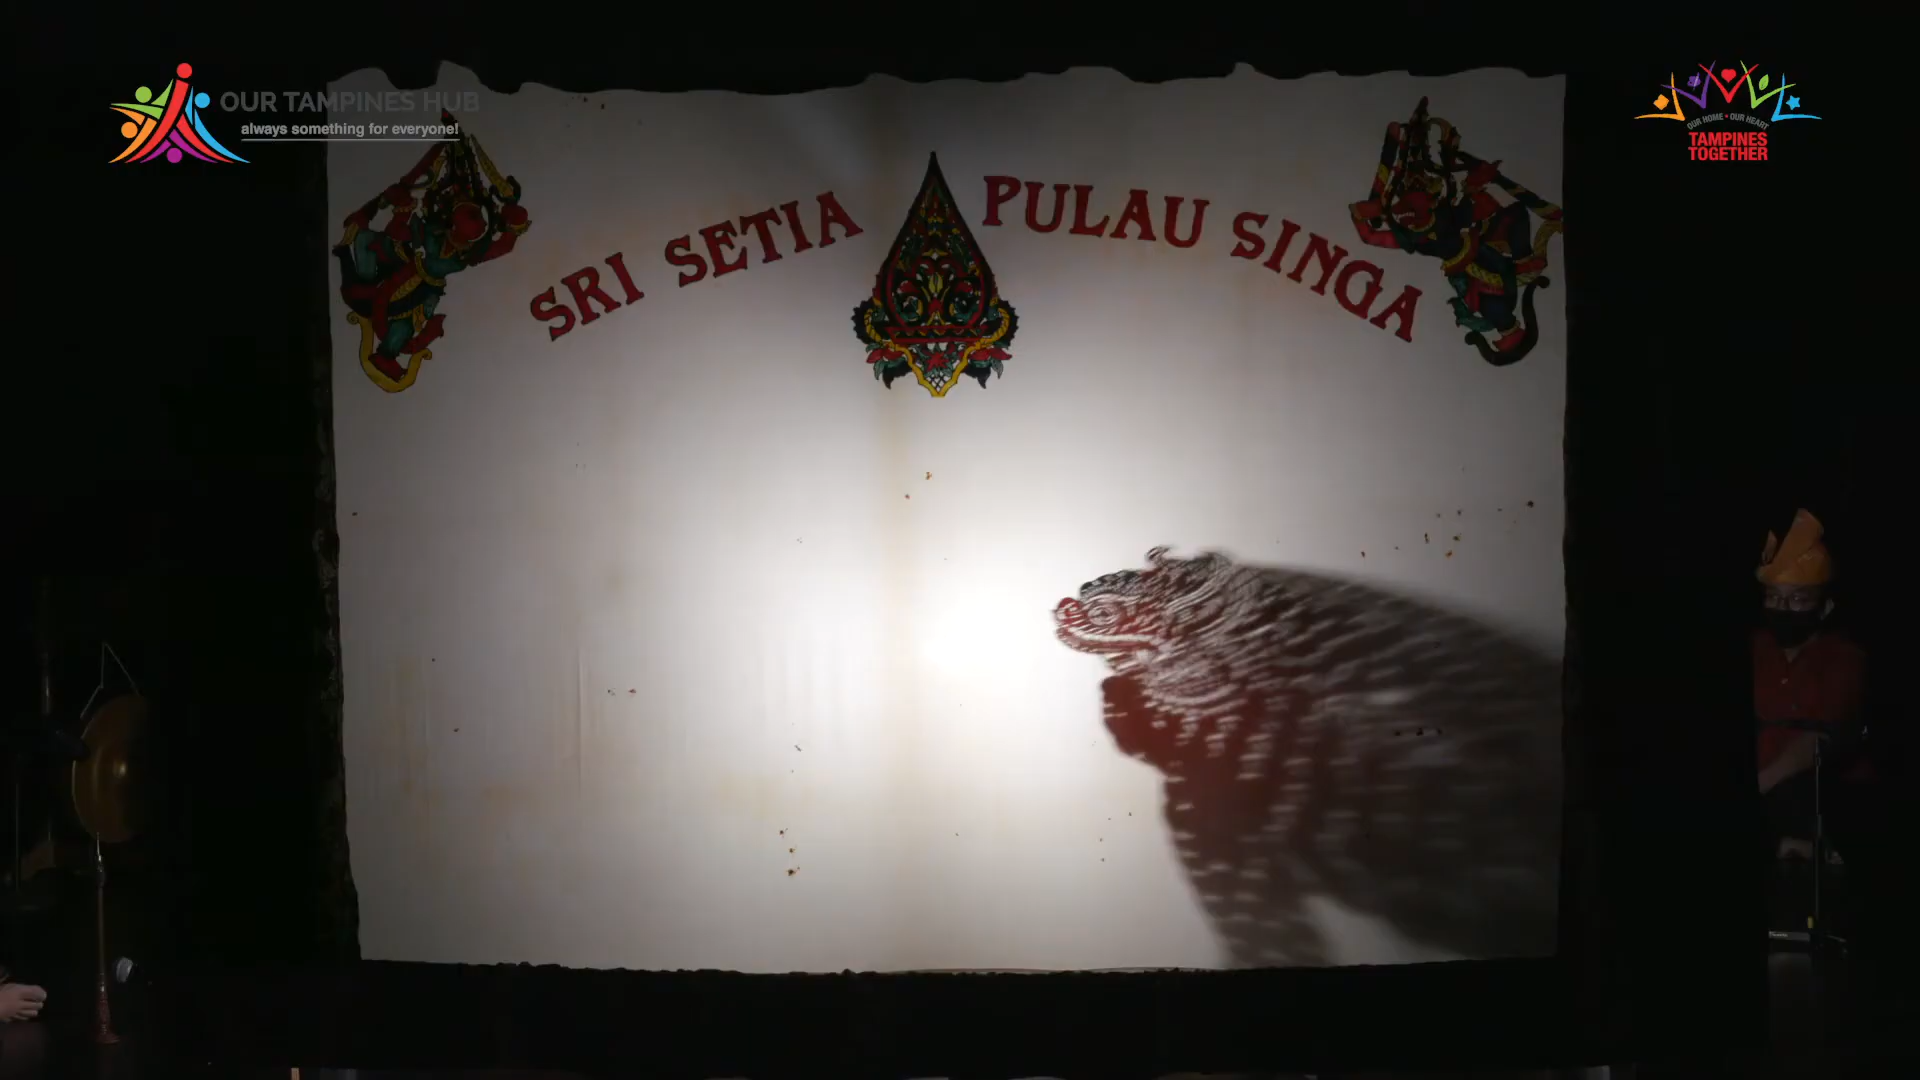 OUR TAMPINES HUB
always something for everyone!
OUR HOME • OUR HEART
TAMPINES
TOGETHER
SRI SETIA PULAU SINGA